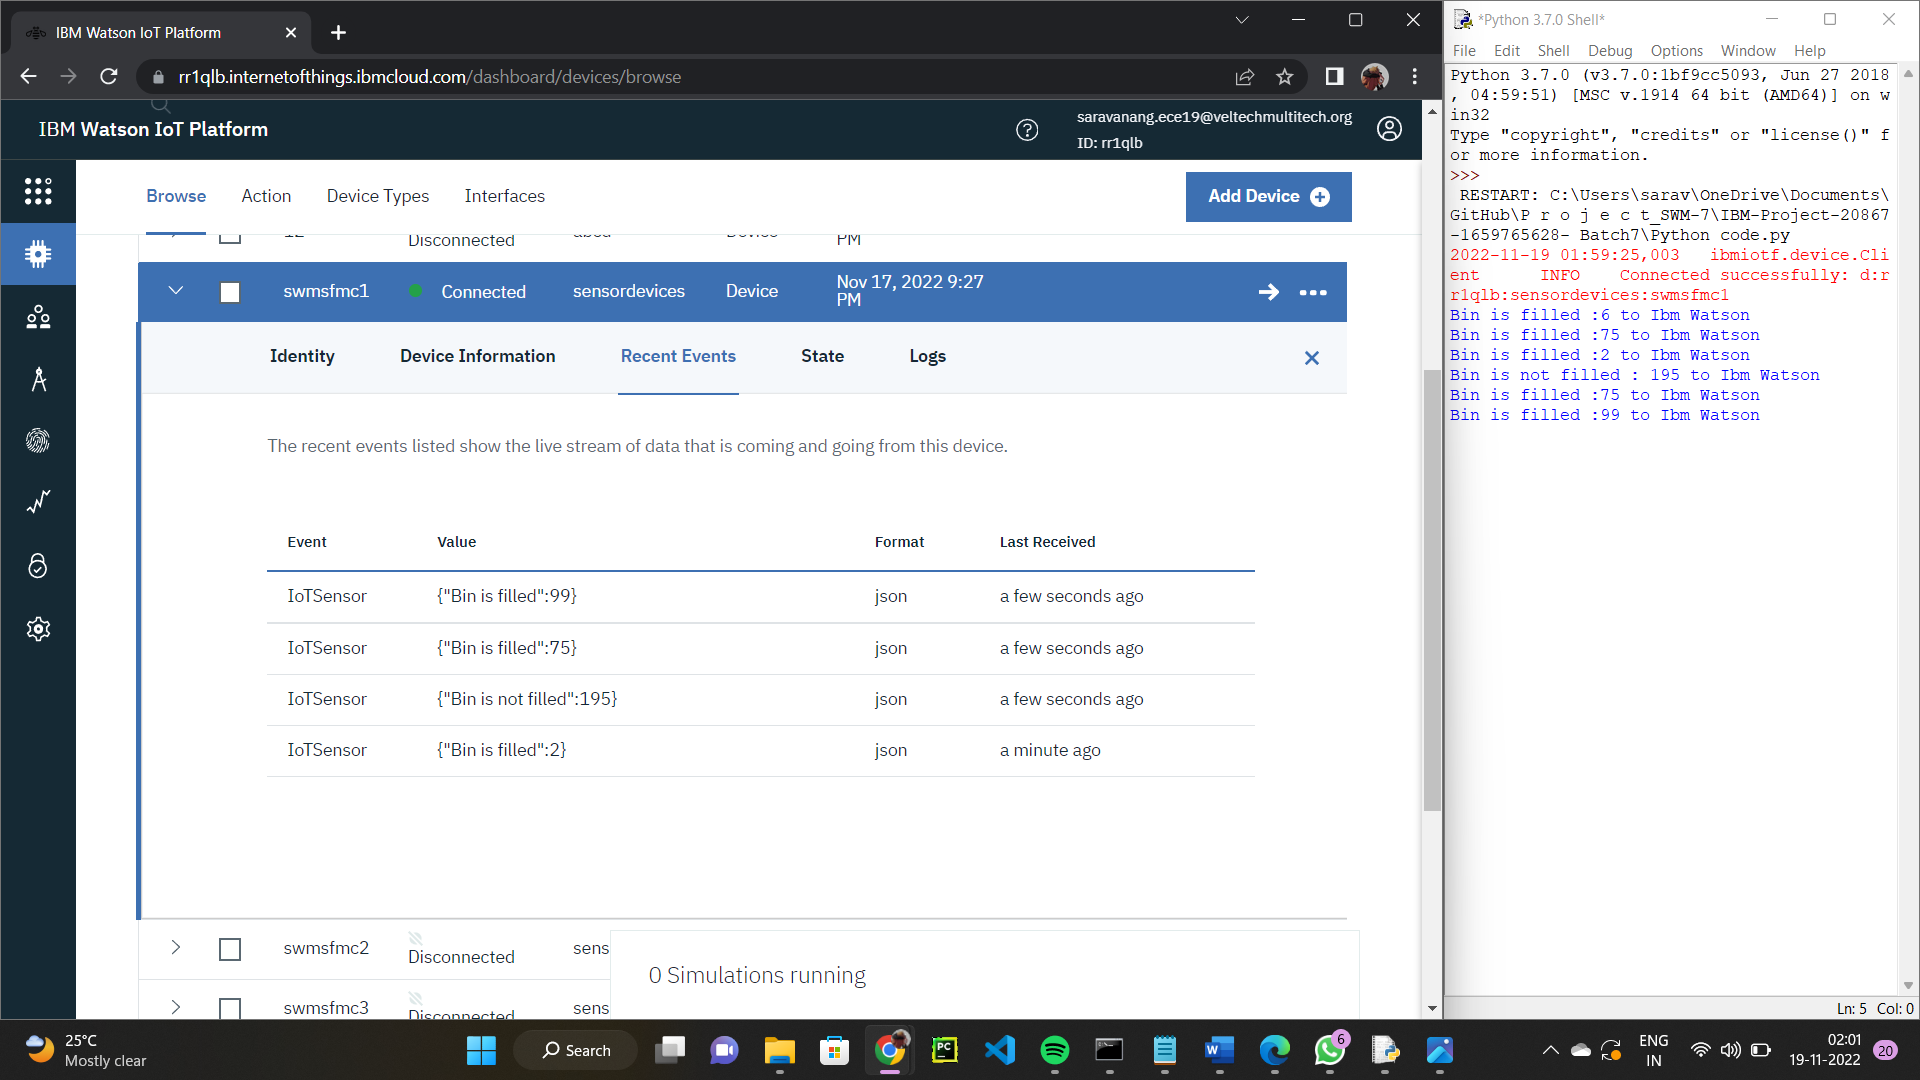 IBM Watson IoT Platform
rr1qlb.internetofthings.ibmcloud.com/dashboard/devices/browse
IBM Watson IoT Platform
saravanang.ece19@veltechmultitech.org
ID: rr1qlb
Browse Action Device Types Interfaces
Add Device
Disconnected
PM
swmsfmc1 Connected sensordevices Device Nov 17, 2022 9:27
PM
Identity Device Information Recent Events State Logs
The recent events listed show the live stream of data that is coming and going from this device.
Event Value Format Last Received
IoTSensor {"Bin is filled":99} json a few seconds ago
IoTSensor {"Bin is filled":75} json a few seconds ago
IoTSensor {"Bin is not filled":195} json a few seconds ago
IoTSensor {"Bin is filled":2} json a minute ago
swmsfmc2 Disconnected sens
0 Simulations running
swmsfmc3 Disconnected sens
*Python 3.7.0 Shell*
File Edit Shell Debug Options Window Help
Python 3.7.0 (v3.7.0:1bf9cc5093, Jun 27 2018
, 04:59:51) [MSC v.1914 64 bit (AMD64)] on w
in32
Type "copyright", "credits" or "license()" f
or more information.
>>>
RESTART: C:\Users\sarav\OneDrive\Documents\
GitHub\P r o j e c t_SWM-7\IBM-Project-20867
-1659765628- Batch7\Python code.py
2022-11-19 01:59:25,003 ibmiotf.device.Cli
ent INFO Connected successfully: d:r
r1qlb:sensordevices:swmsfmc1
Bin is filled :6 to Ibm Watson
Bin is filled :75 to Ibm Watson
Bin is filled :2 to Ibm Watson
Bin is not filled : 195 to Ibm Watson
Bin is filled :75 to Ibm Watson
Bin is filled :99 to Ibm Watson
Ln: 5 Col: 0
25°C
Mostly clear
Search
PC
6
ENG
IN
02:01
19-11-2022
20